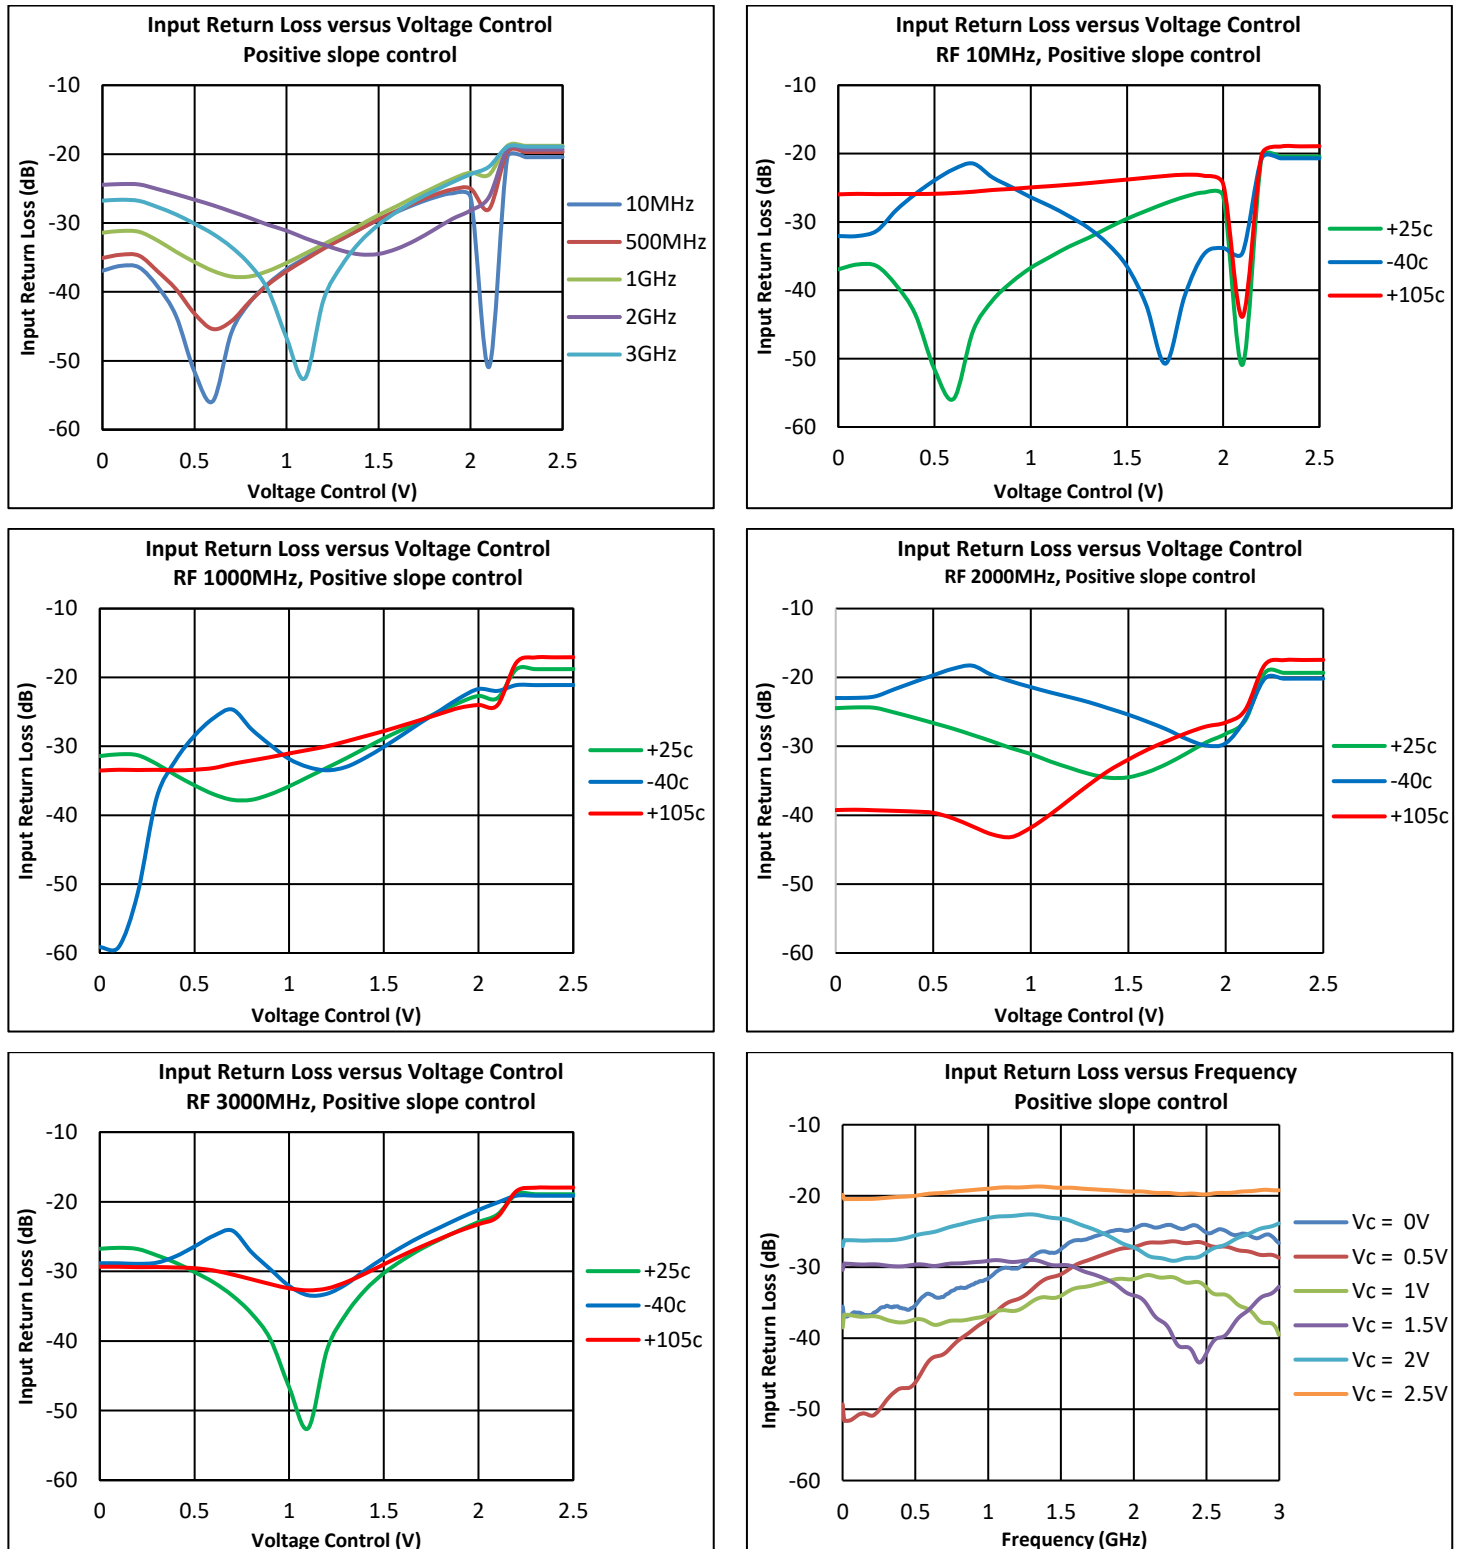 Input Return Loss versus Voltage Control
Positive slope control
-10
-20
-30
-40
-50
-60
0
0.5
1
1.5
2
2.5
Input Return Loss (dB)
Voltage Control (V)
10MHz
500MHz
1GHz
2GHz
3GHz
Input Return Loss versus Voltage Control
RF 10MHz, Positive slope control
-10
-20
-30
-40
-50
-60
0
0.5
1
1.5
2
2.5
Input Return Loss (dB)
Voltage Control (V)
+25c
-40c
+105c
Input Return Loss versus Voltage Control
RF 1000MHz, Positive slope control
-10
-20
-30
-40
-50
-60
0
0.5
1
1.5
2
2.5
Input Return Loss (dB)
Voltage Control (V)
+25c
-40c
+105c
Input Return Loss versus Voltage Control
RF 2000MHz, Positive slope control
-10
-20
-30
-40
-50
-60
0
0.5
1
1.5
2
2.5
Input Return Loss (dB)
Voltage Control (V)
+25c
-40c
+105c
Input Return Loss versus Voltage Control
RF 3000MHz, Positive slope control
-10
-20
-30
-40
-50
-60
0
0.5
1
1.5
2
2.5
Input Return Loss (dB)
Voltage Control (V)
+25c
-40c
+105c
Input Return Loss versus Frequency
Positive slope control
-10
-20
-30
-40
-50
-60
0
0.5
1
1.5
2
2.5
3
Input Return Loss (dB)
Frequency (GHz)
Vc = 0V
Vc = 0.5V
Vc = 1V
Vc = 1.5V
Vc = 2V
Vc = 2.5V